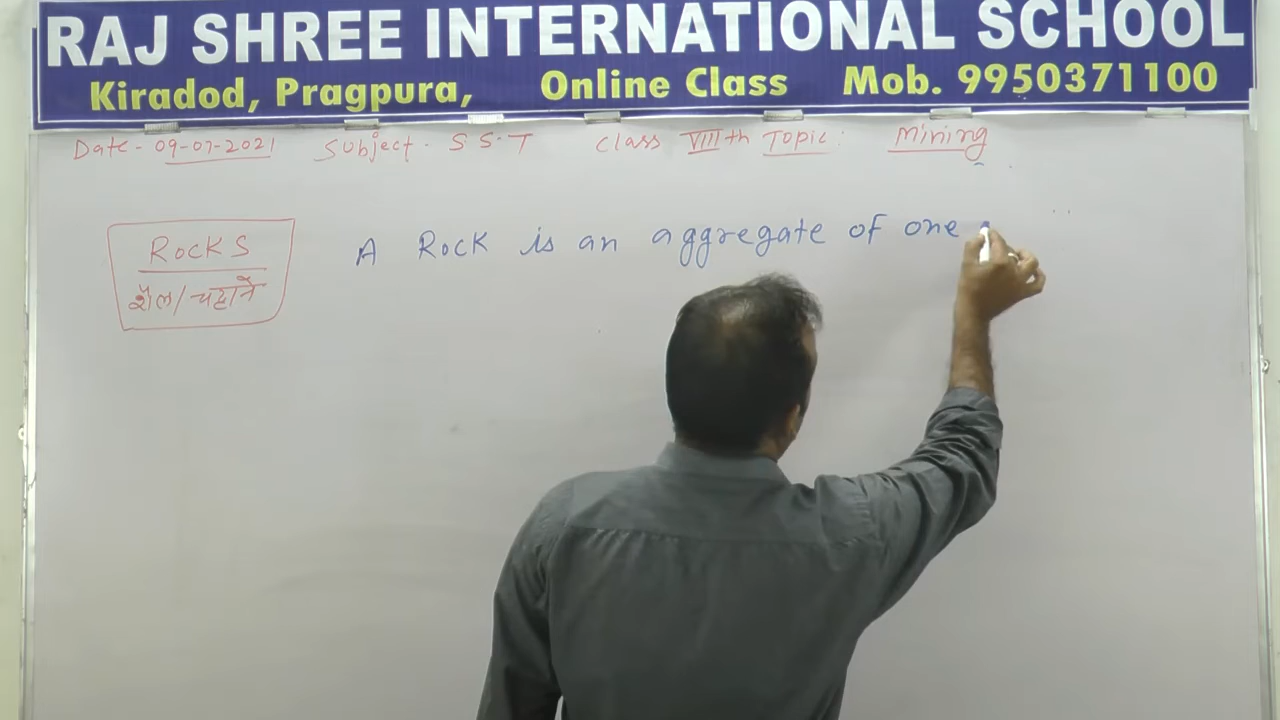 RAJ SHREE INTERNATIONAL SCHOOL
Kiradod, Pragpura, Online Class Mob. 9950371100
Date- 09-07-2021 Subject- S.S.T Class VIIIth Topic: Mining
ROCKS
शैल/चट्टानें
A Rock is an aggregate of one